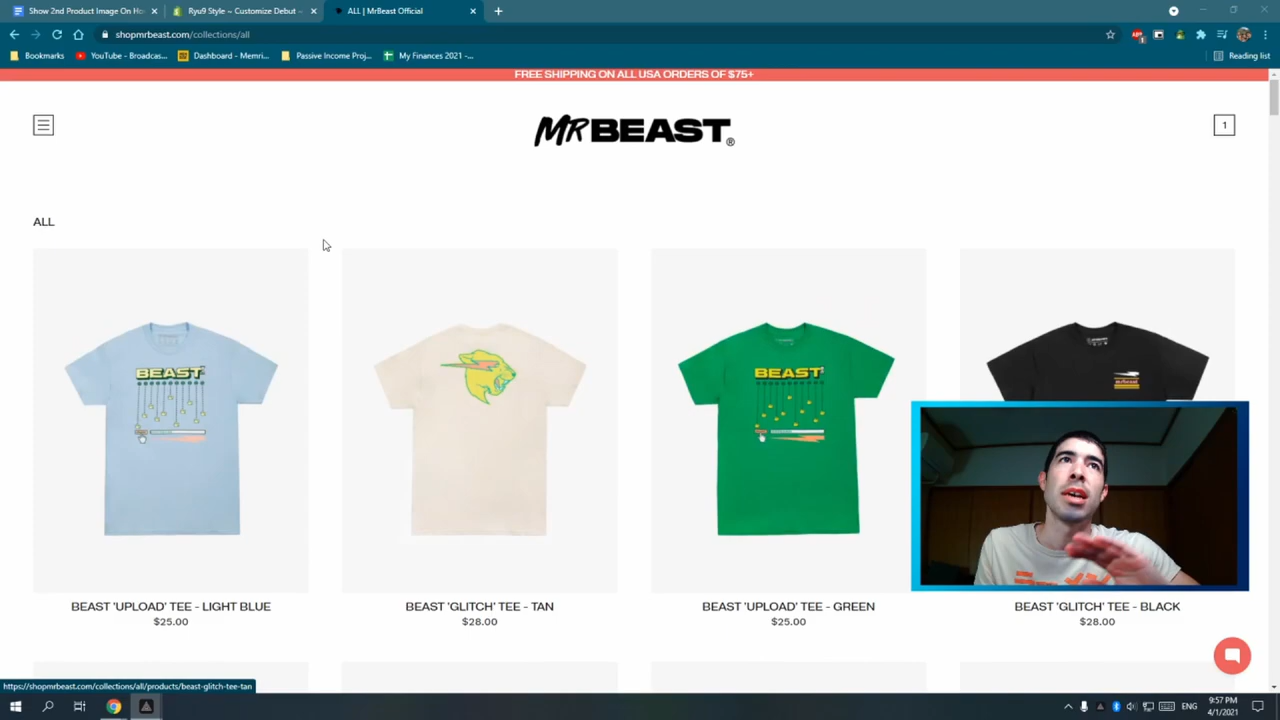 Show 2nd Product Image On Ho
Ryu9 Style ~ Customize Debut -
ALL | MrBeast Official
shopmrbeast.com/collections/all
Bookmarks
YouTube - Broadcas...
Dashboard - Memri...
Passive Income Proj...
My Finances 2021 -...
Reading list
FREE SHIPPING ON ALL USA ORDERS OF $75+
MRBEAST®
1
ALL
BEAST
BEAST
BEAST 'UPLOAD' TEE - LIGHT BLUE
$25.00
BEAST 'GLITCH' TEE - TAN
$28.00
BEAST 'UPLOAD' TEE - GREEN
$25.00
BEAST 'GLITCH' TEE - BLACK
$28.00
https://shopmrbeast.com/collections/all/products/beast-glitch-tee-tan
ENG
9:57 PM
4/1/2021